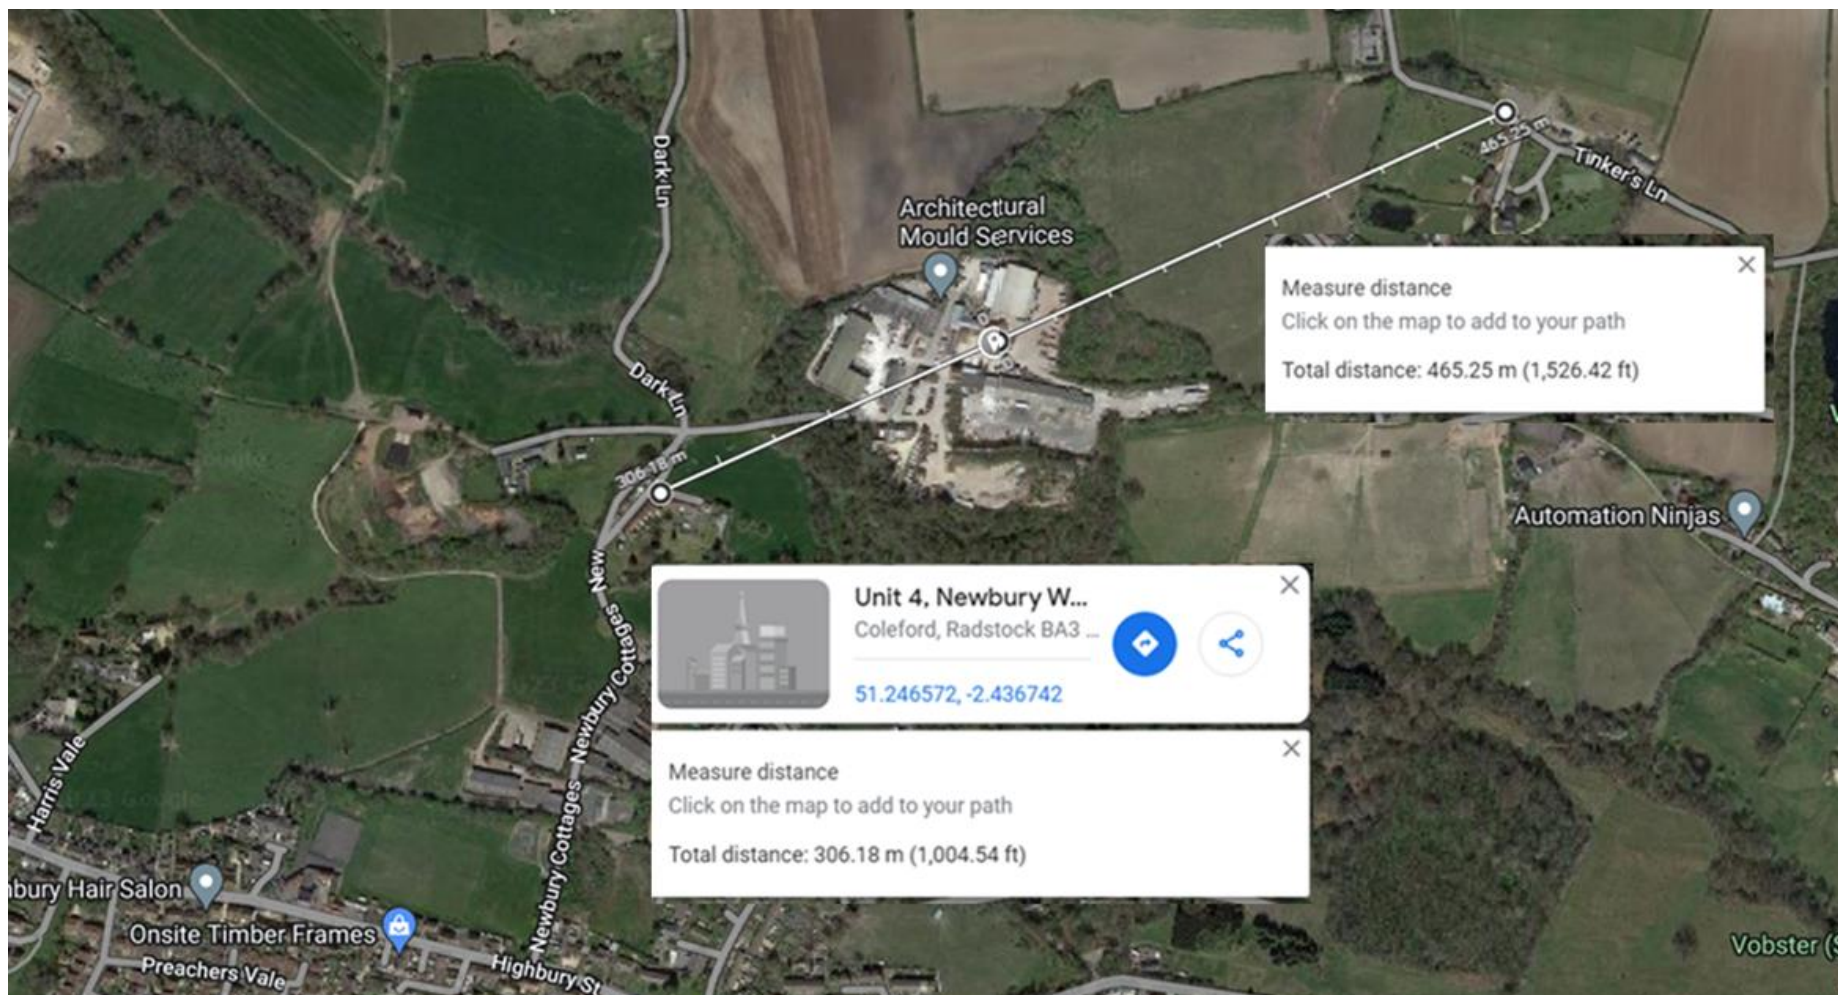 Dark Ln
Architectural
Mould Services
465.25 m
Tinker's Ln
Measure distance
Click on the map to add to your path
Total distance: 465.25 m (1,526.42 ft)
Dark Ln
306.18 m
Automation Ninjas
New
Newbury Cottages
Unit 4, Newbury W...
Coleford, Radstock BA3 ...
51.246572, -2.436742
Measure distance
Click on the map to add to your path
Total distance: 306.18 m (1,004.54 ft)
Harris Vale
Newbury Cottages
nbury Hair Salon
Onsite Timber Frames
Preachers Vale
Highbury St
Vobster (S